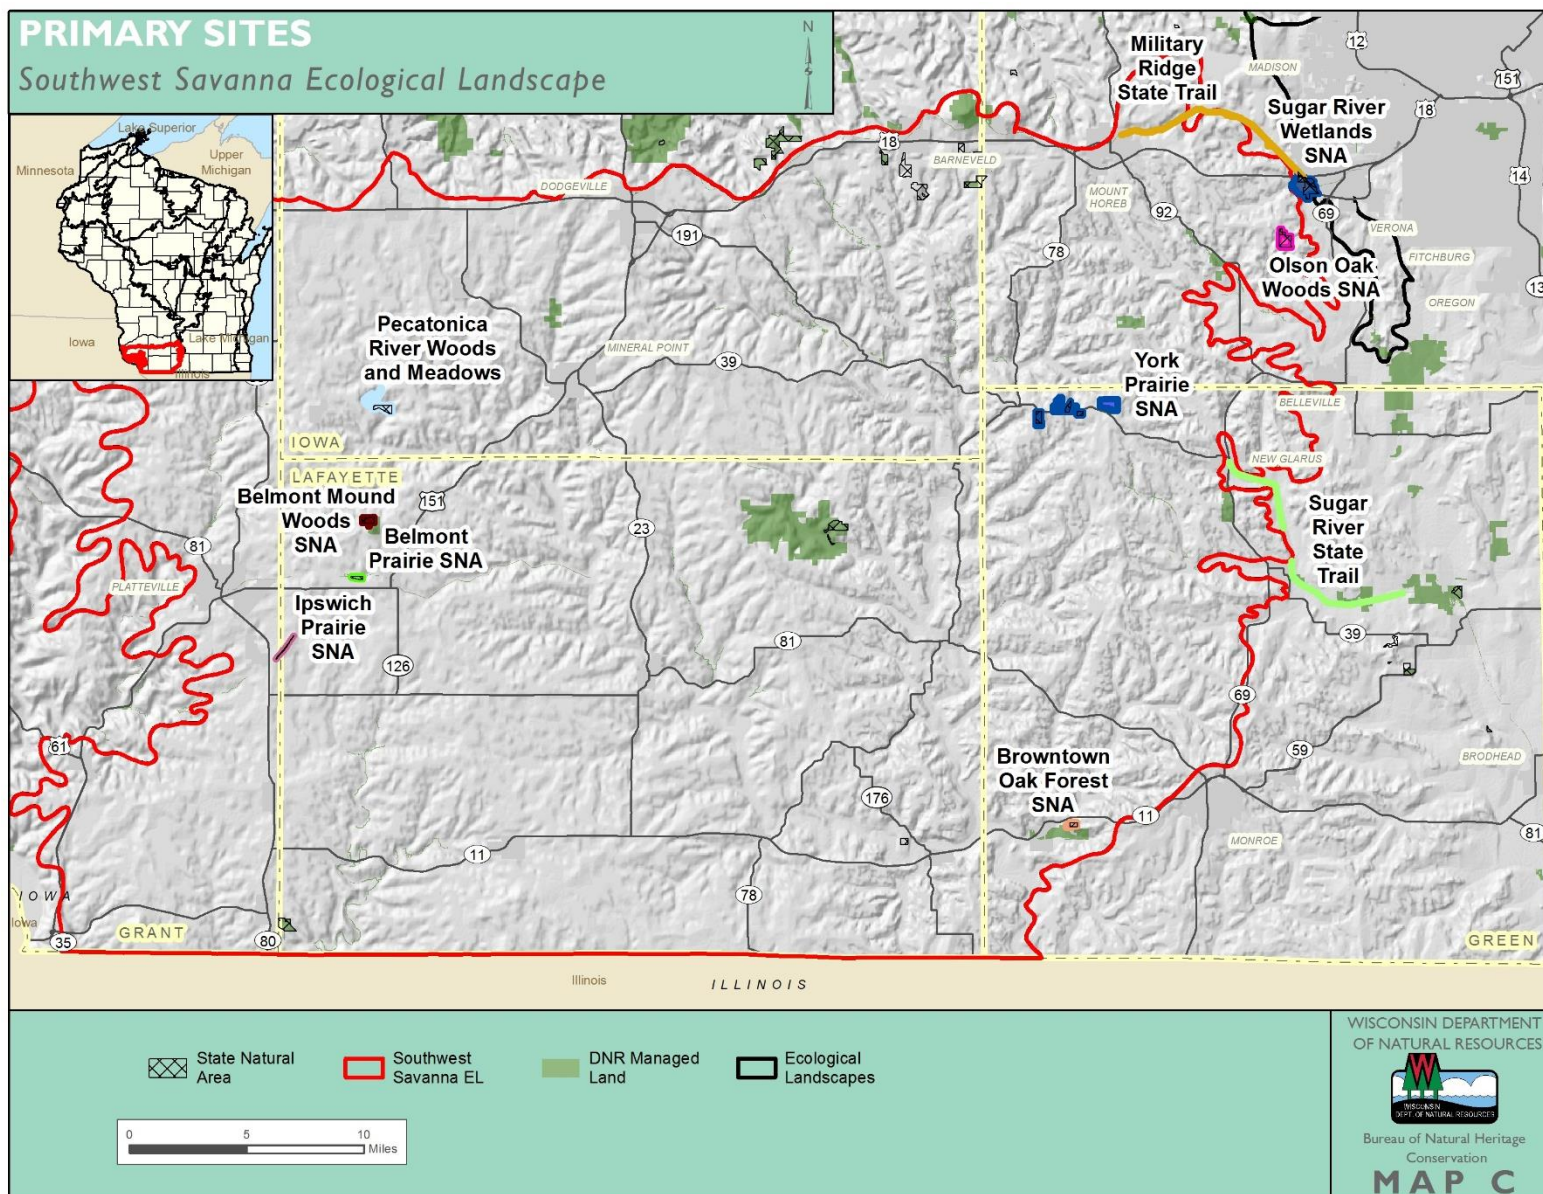 PRIMARY SITES
Southwest Savanna Ecological Landscape
N
Lake Superior
Minnesota
Upper
Michigan
Iowa
Lake Michigan
Illinois
Military
Ridge
State Trail
MADISON
12
151
18
Sugar River
Wetlands
SNA
14
18
BARNEVELD
DODGEVILLE
MOUNT
HOREB
92
69
VERONA
191
78
FITCHBURG
Olson Oak
Woods SNA
OREGON
13
Pecatonica
River Woods
and Meadows
MINERAL POINT
39
York
Prairie
SNA
BELLEVILLE
IOWA
LAFAYETTE
NEW GLARUS
Belmont Mound
Woods
SNA
151
Belmont
Prairie SNA
23
Sugar
River
State
Trail
81
PLATTEVILLE
Ipswich
Prairie
SNA
126
81
39
69
61
59
Browntown
Oak Forest
SNA
BRODHEAD
176
11
81
MONROE
11
78
IOWA
Iowa
GRANT
35
80
GREEN
Illinois
ILLINOIS
State Natural
Area
Southwest
Savanna EL
DNR Managed
Land
Ecological
Landscapes
0 5 10
Miles
WISCONSIN DEPARTMENT
OF NATURAL RESOURCES
W
WISCONSIN
DEPT. OF NATURAL RESOURCES
Bureau of Natural Heritage
Conservation
MAP C